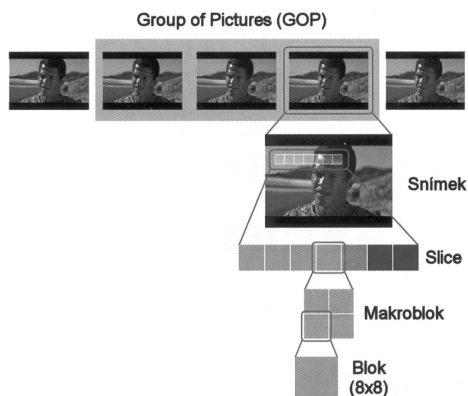 Group of Pictures (GOP)
Snímek
Slice
Makroblok
Blok
(8x8)